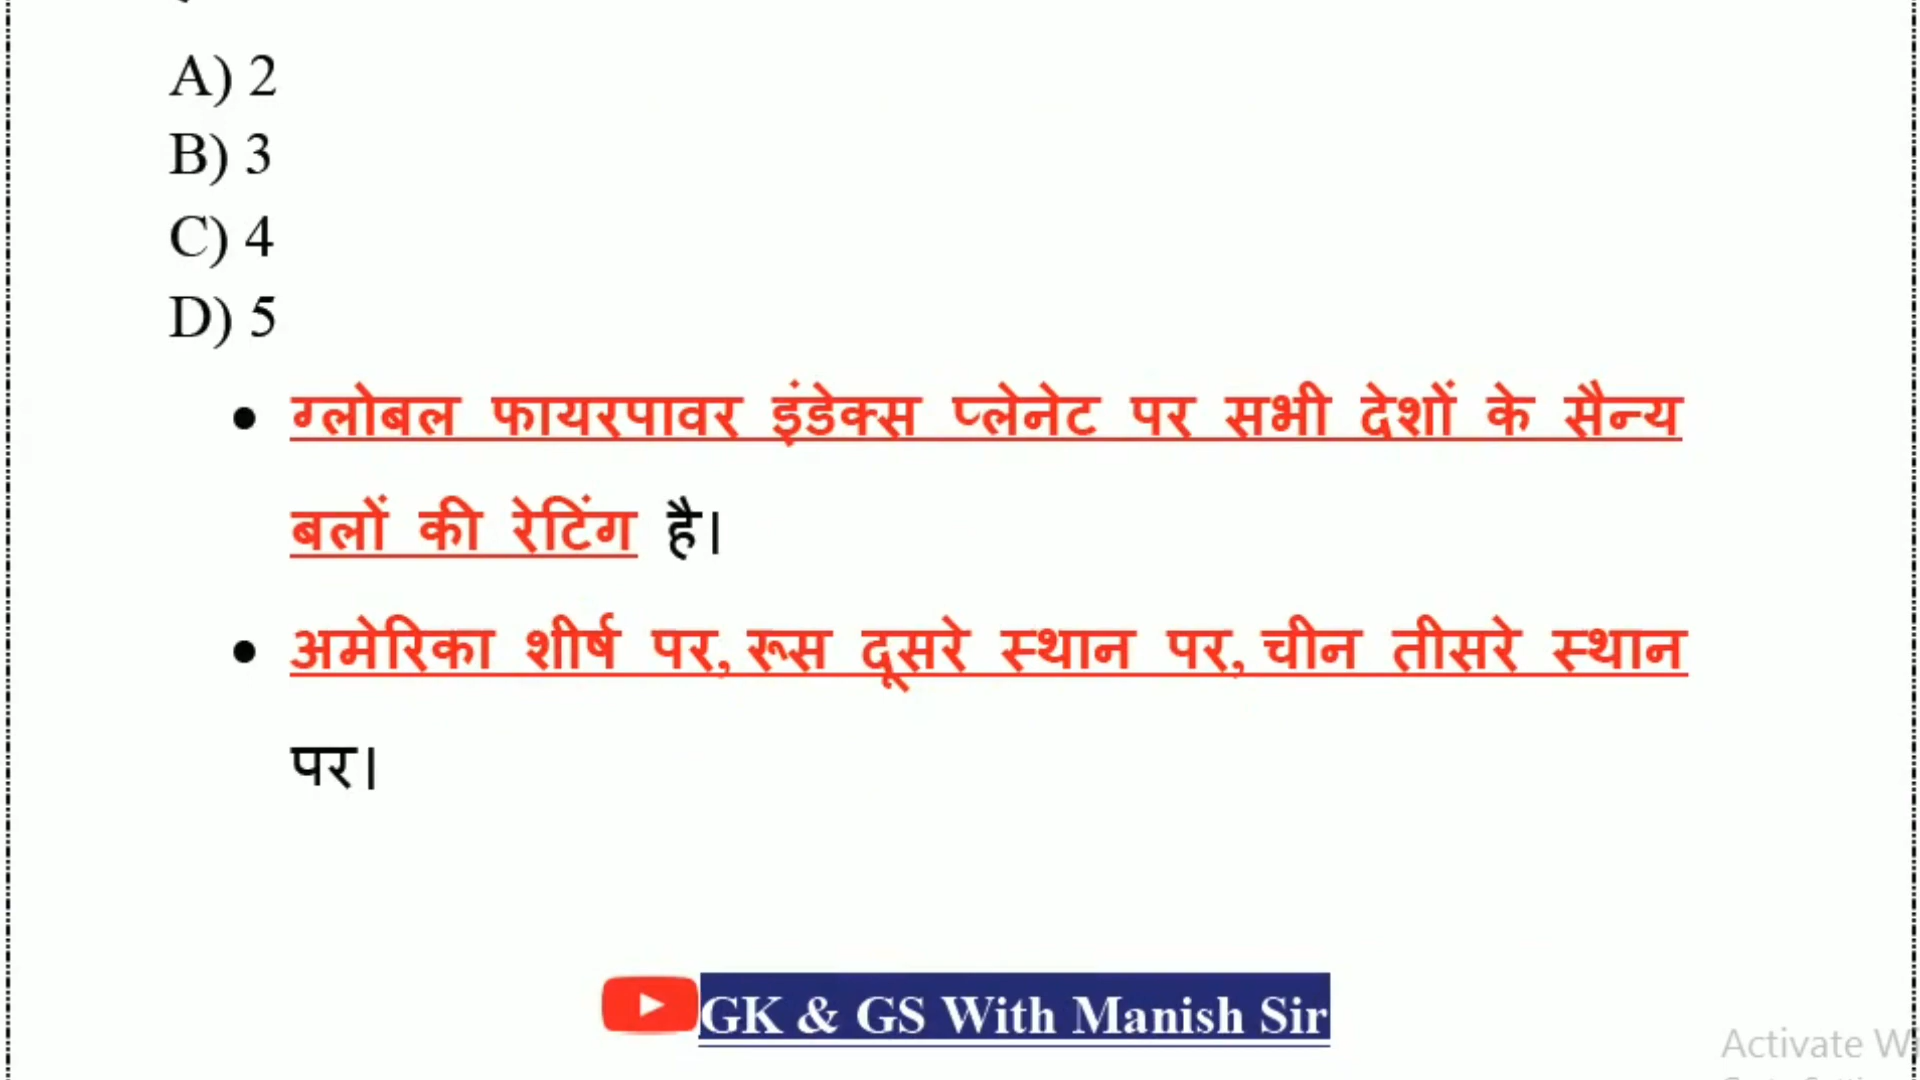 A) 2
B) 3
C) 4
D) 5
• ग्लोबल फायरपावर इंडेक्स प्लेनेट पर सभी देशों के सैन्य
बलों की रेटिंग है।
• अमेरिका शीर्ष पर, रूस दूसरे स्थान पर, चीन तीसरे स्थान
पर।
GK & GS With Manish Sir
Activate Wi